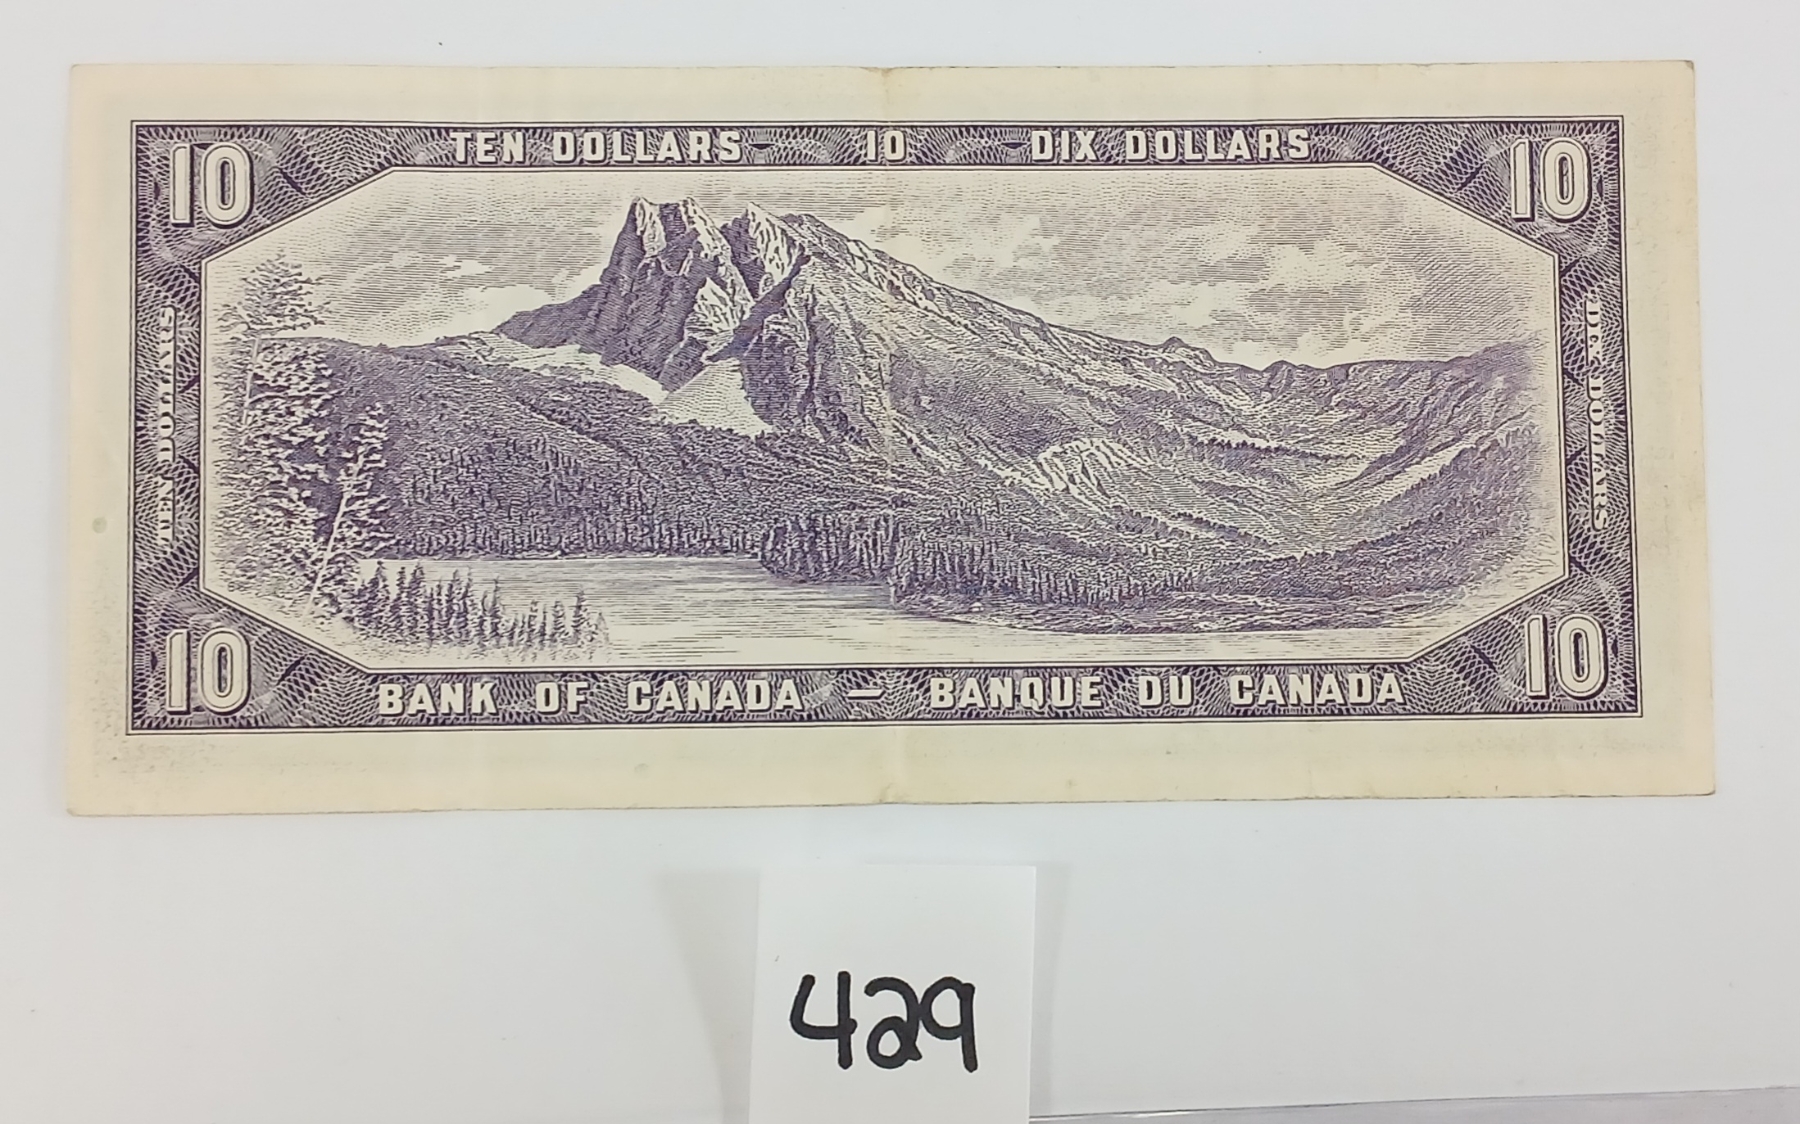 TEN DOLLARS 10 DIX DOLLARS
10 10
TEN DOLLARS
DIX DOLLARS
10 10
BANK OF CANADA — BANQUE DU CANADA
429